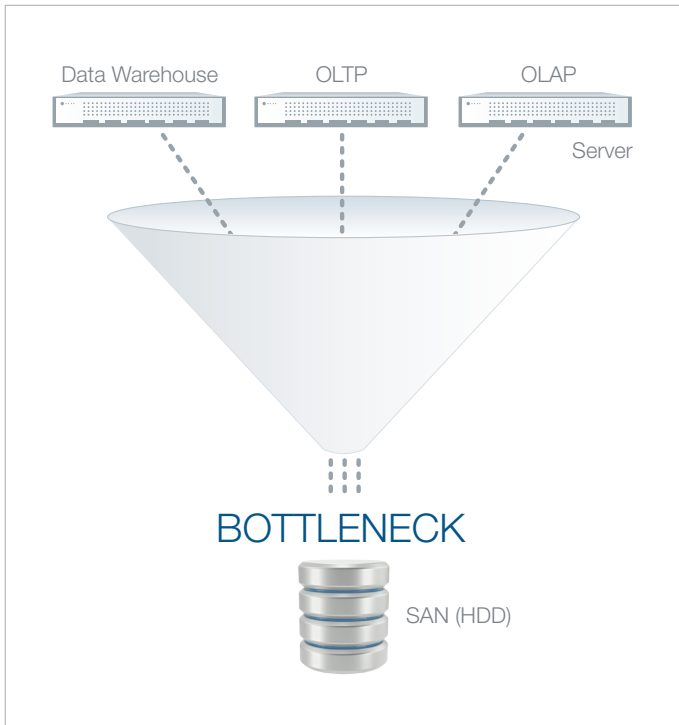 Data Warehouse
OLTP
OLAP
Server
BOTTLENECK
SAN (HDD)